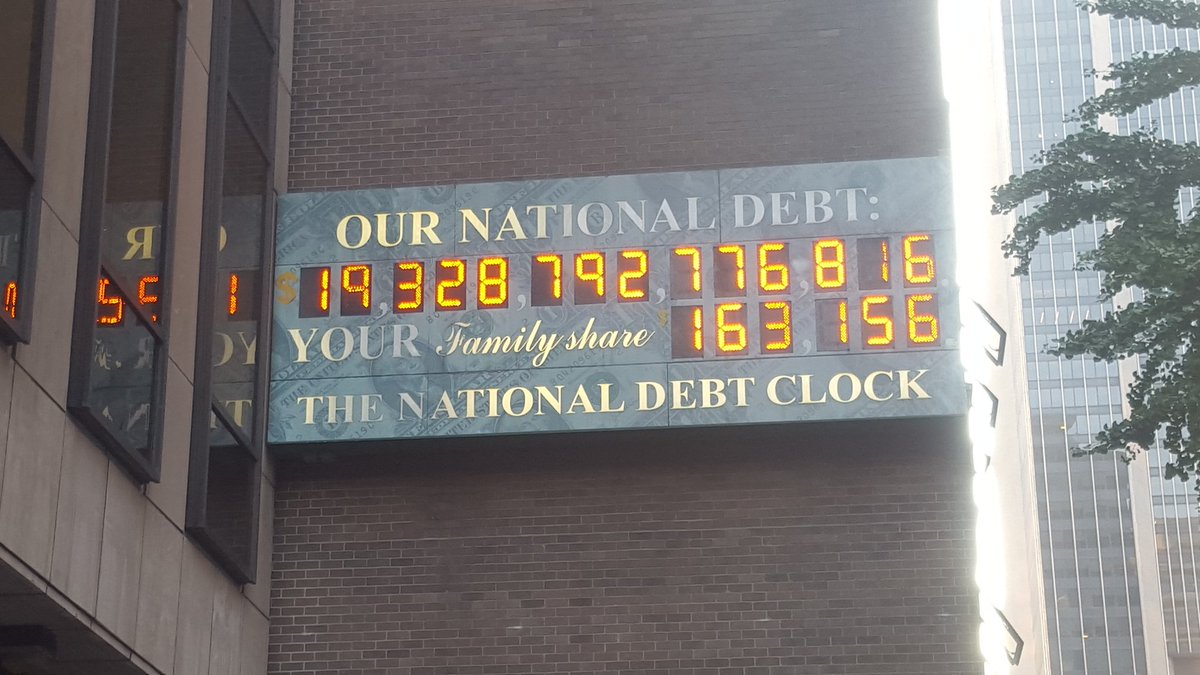 OUR NATIONAL DEBT:
$19,328,792,776,816
YOUR Family share $163,156
THE NATIONAL DEBT CLOCK